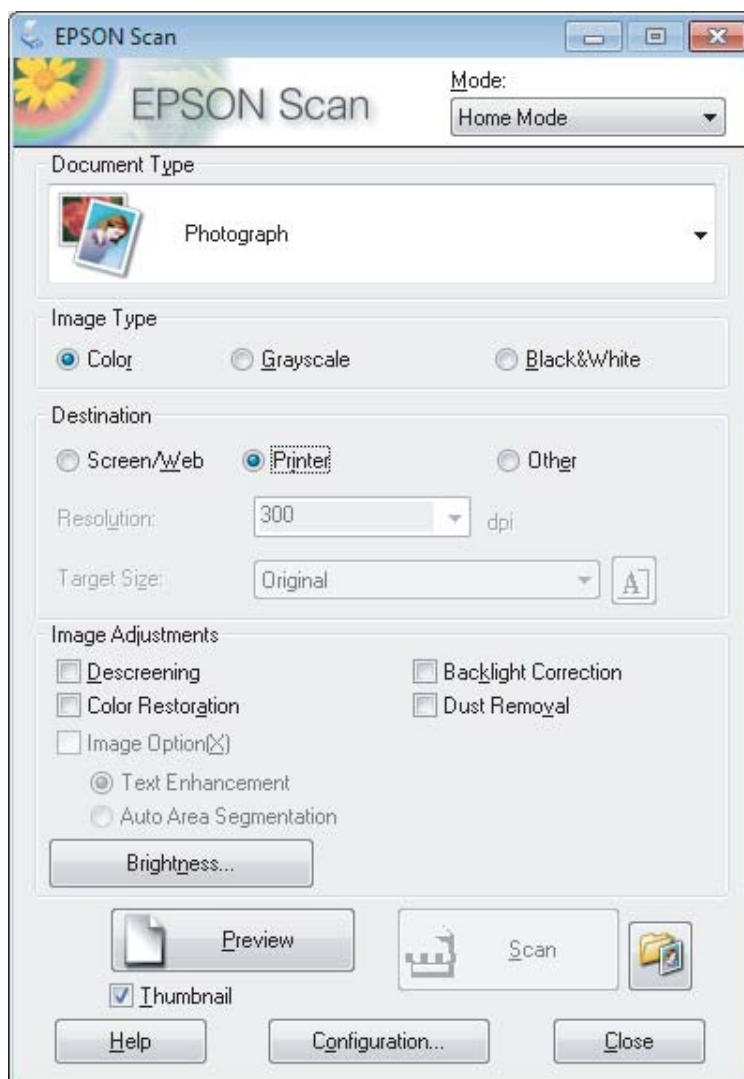 EPSON Scan
EPSON Scan
Mode:
Home Mode
Document Type
Photograph
Image Type
Color Grayscale Black&White
Destination
Screen/Web Printer Other
Resolution: 300 dpi
Target Size: Original A
Image Adjustments
Descreening Backlight Correction
Color Restoration Dust Removal
Image Option(X)
Text Enhancement
Auto Area Segmentation
Brightness...
Preview Scan
Thumbnail
Help Configuration... Close